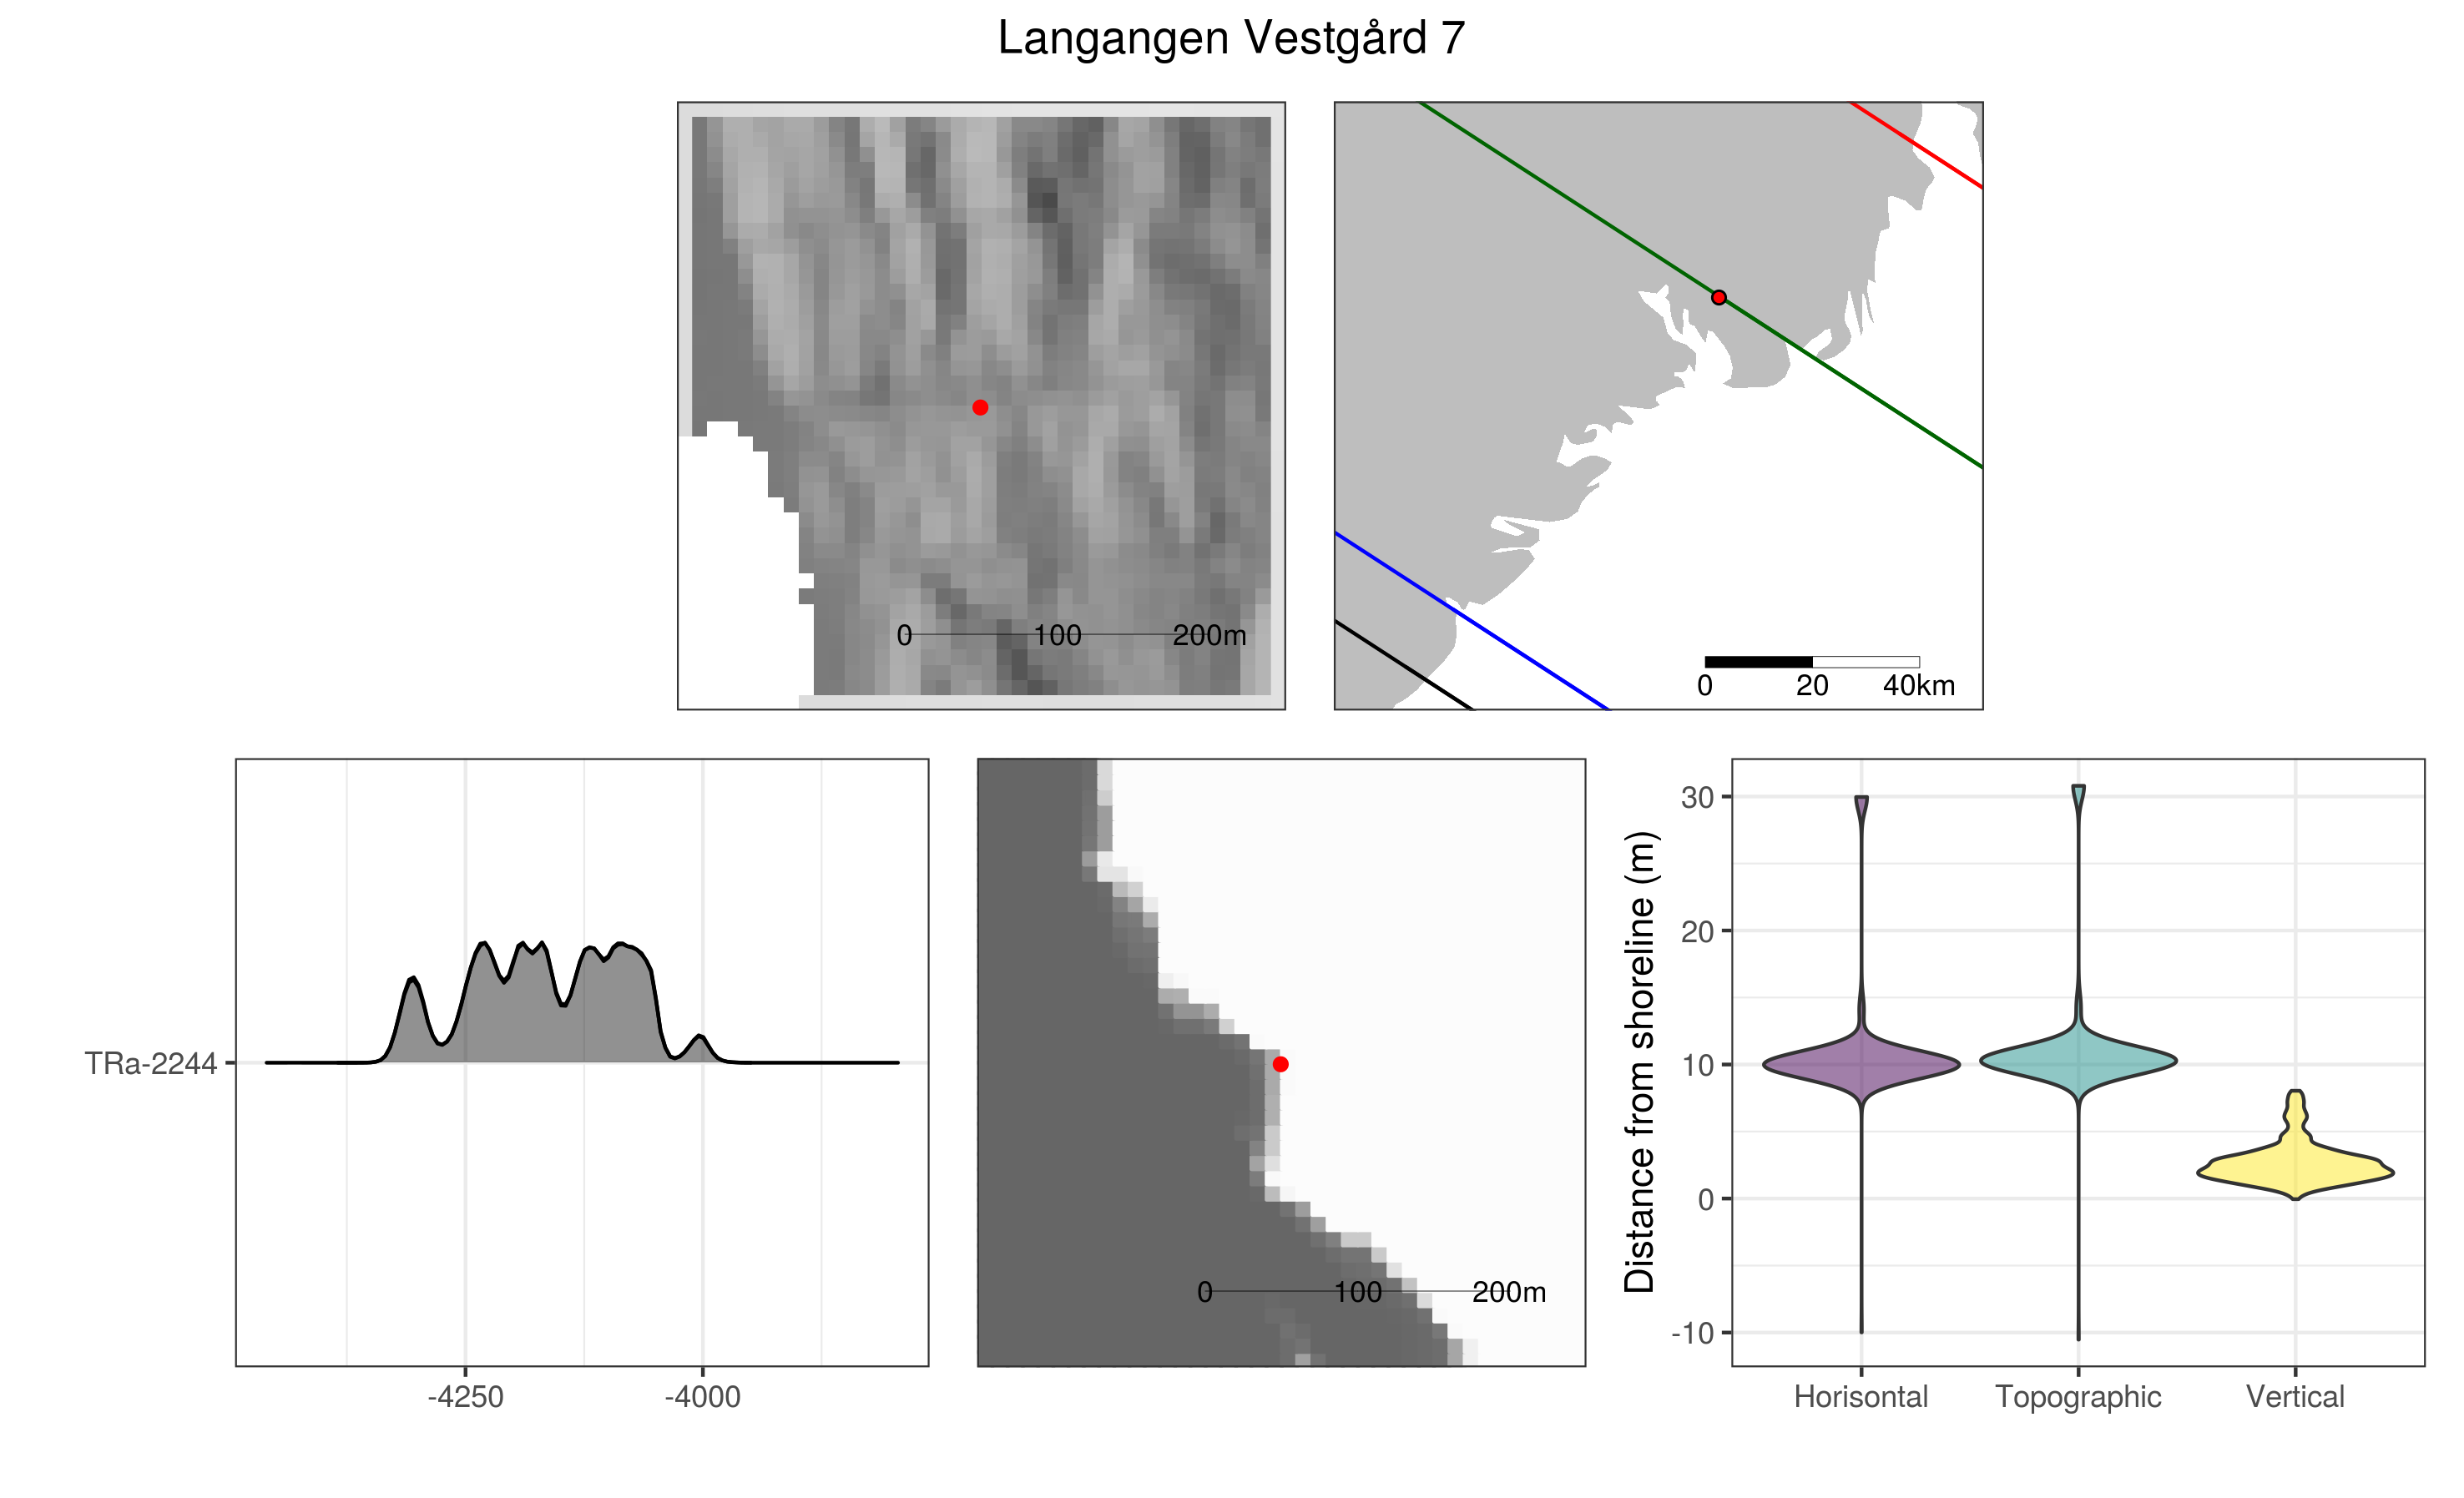 Langangen Vestgård 7
0 100 200m
0 20 40km
TRa-2244
-4250 -4000
0 100 200m
Distance from shoreline (m)
30
20
10
0
-10
Horisontal Topographic Vertical